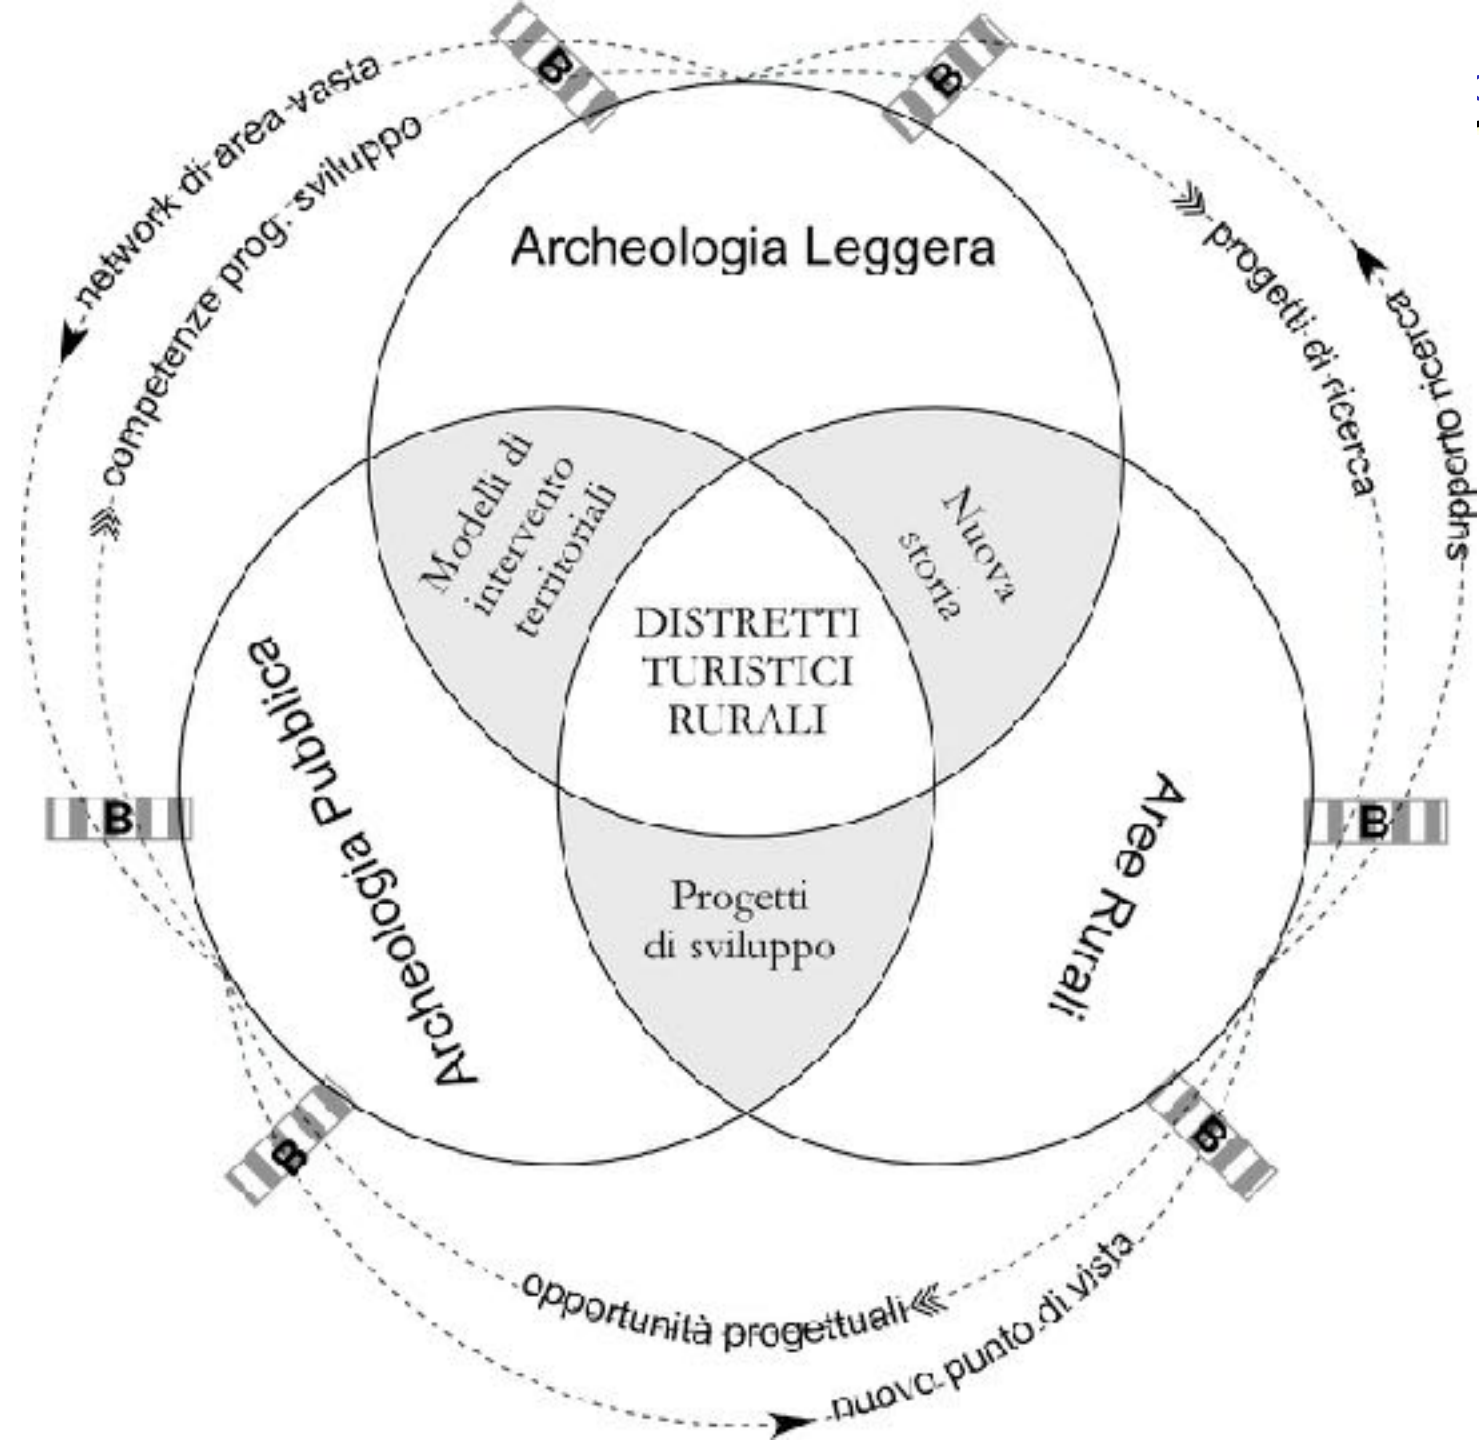 B
B
network di area vasta
competenze prog. sviluppo
progetti di ricerca
supporto ricerca
Archeologia Leggera
Modelli di
intervento
territoriali
Nuova
storia
DISTRETTI
TURISTICI
RURALI
Archeologia Pubblica
Aree Rurali
B
B
Progetti
di sviluppo
B
B
opportunità progettuali
nuovo punto di vista